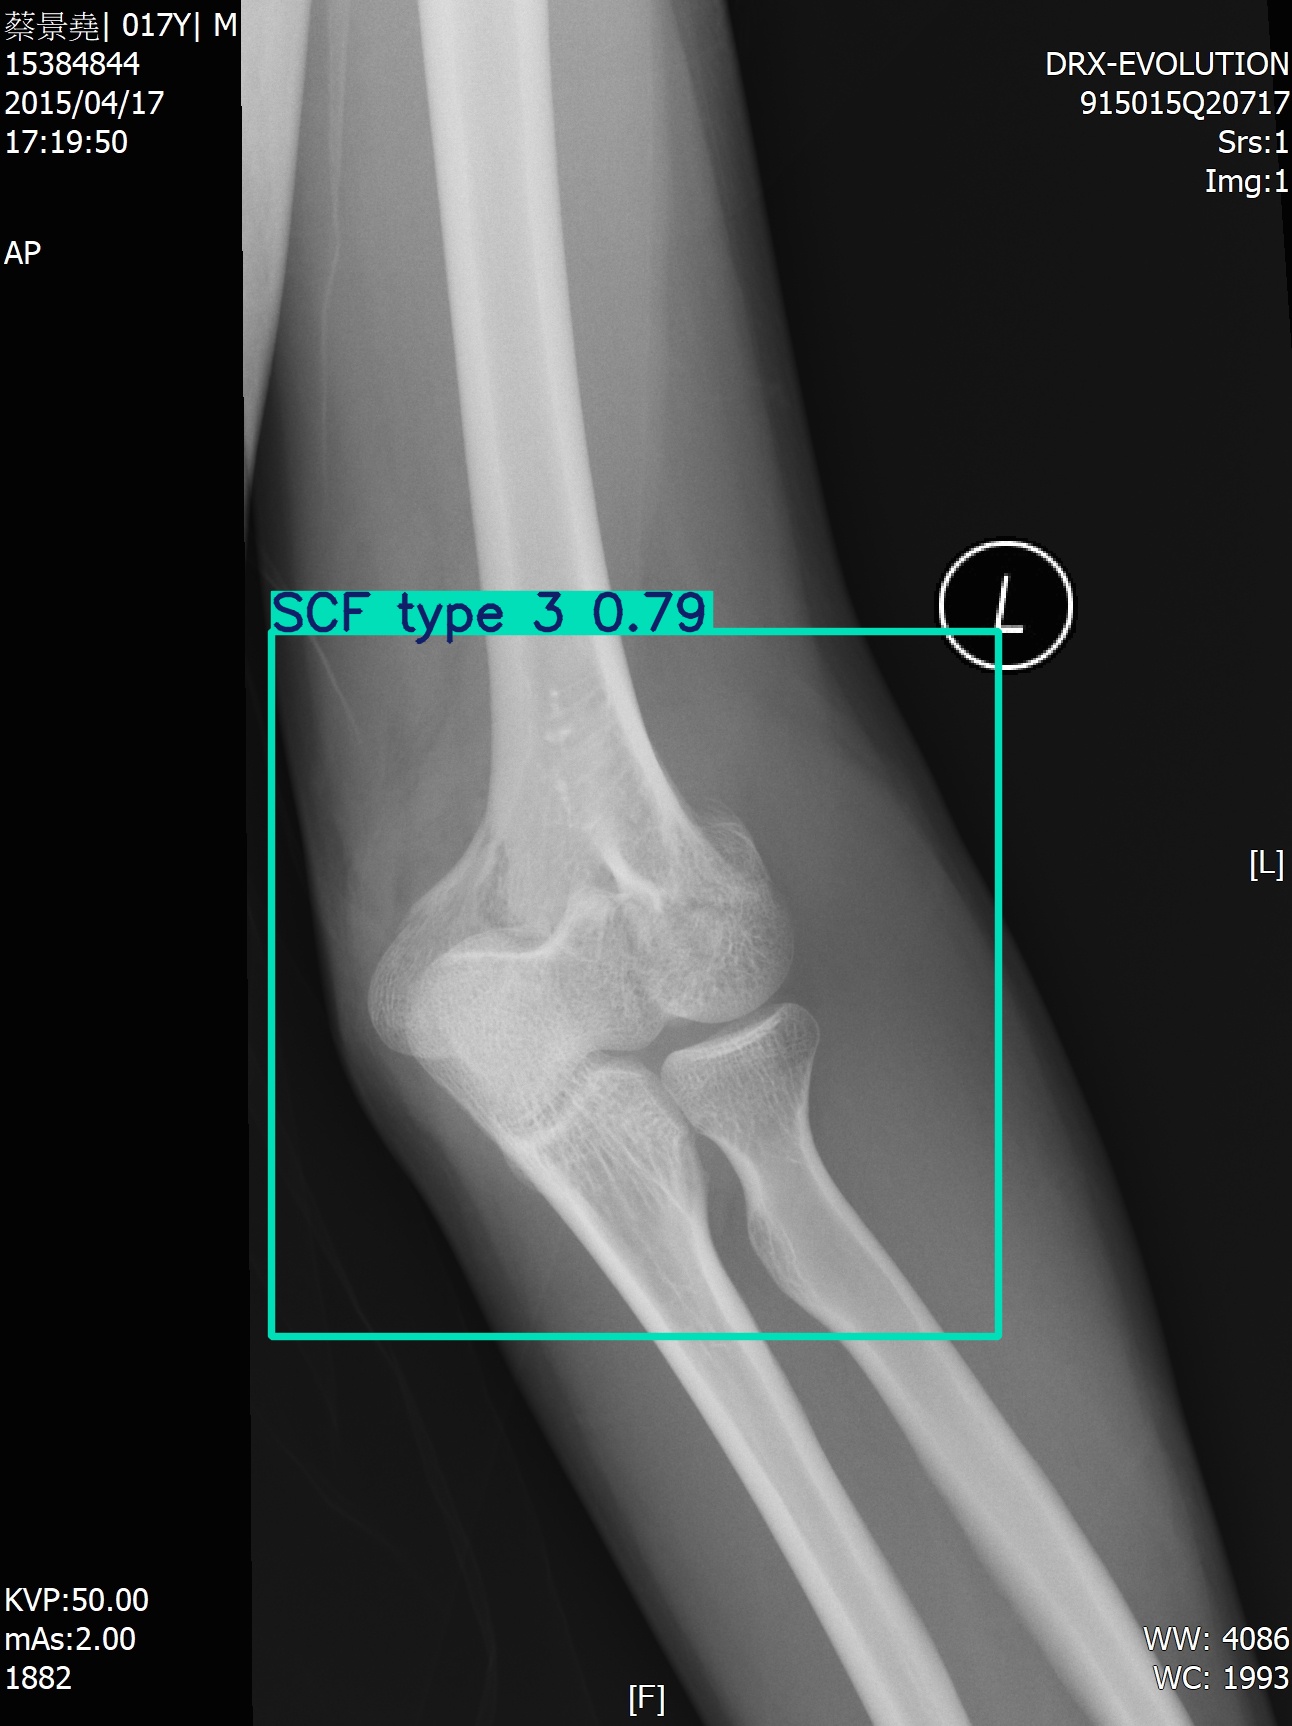 蔡景堯| 017Y| M
15384844
2015/04/17
17:19:50
AP
DRX-EVOLUTION
915015Q20717
Srs:1
Img:1
L
SCF type 3 0.79
[L]
KVP:50.00
mAs:2.00
1882
WW: 4086
WC: 1993
[F]